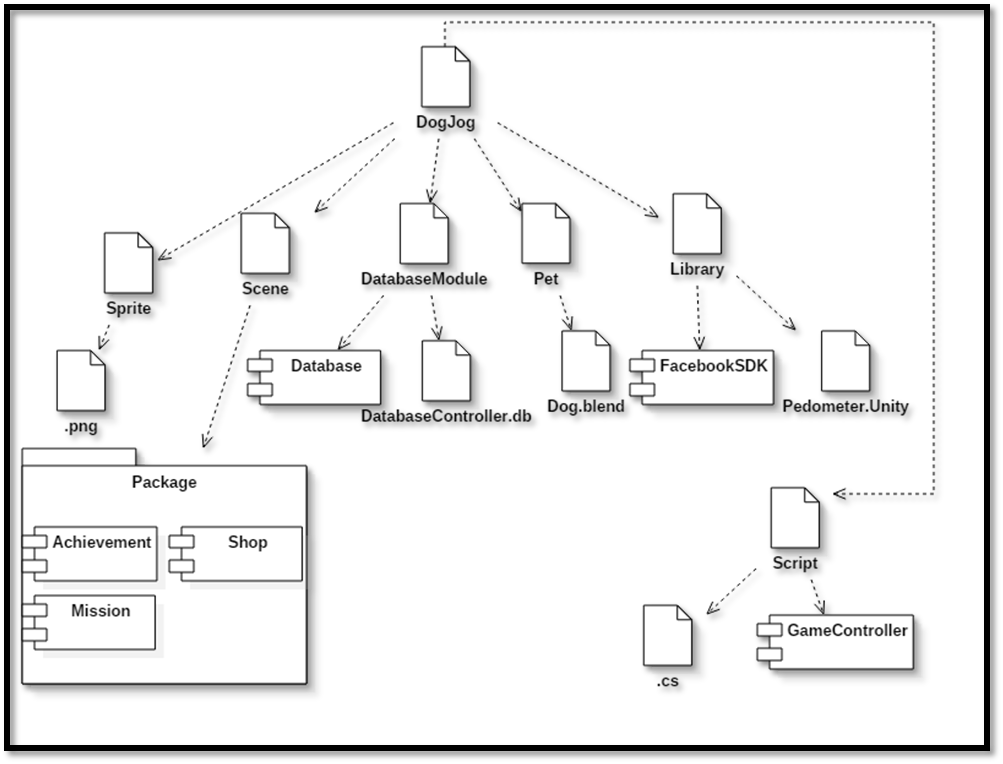 DogJog
Sprite
Scene
DatabaseModule
Pet
Library
.png
Database
DatabaseController.db
Dog.blend
FacebookSDK
Pedometer.Unity
Package
Achievement
Shop
Mission
Script
.cs
GameController